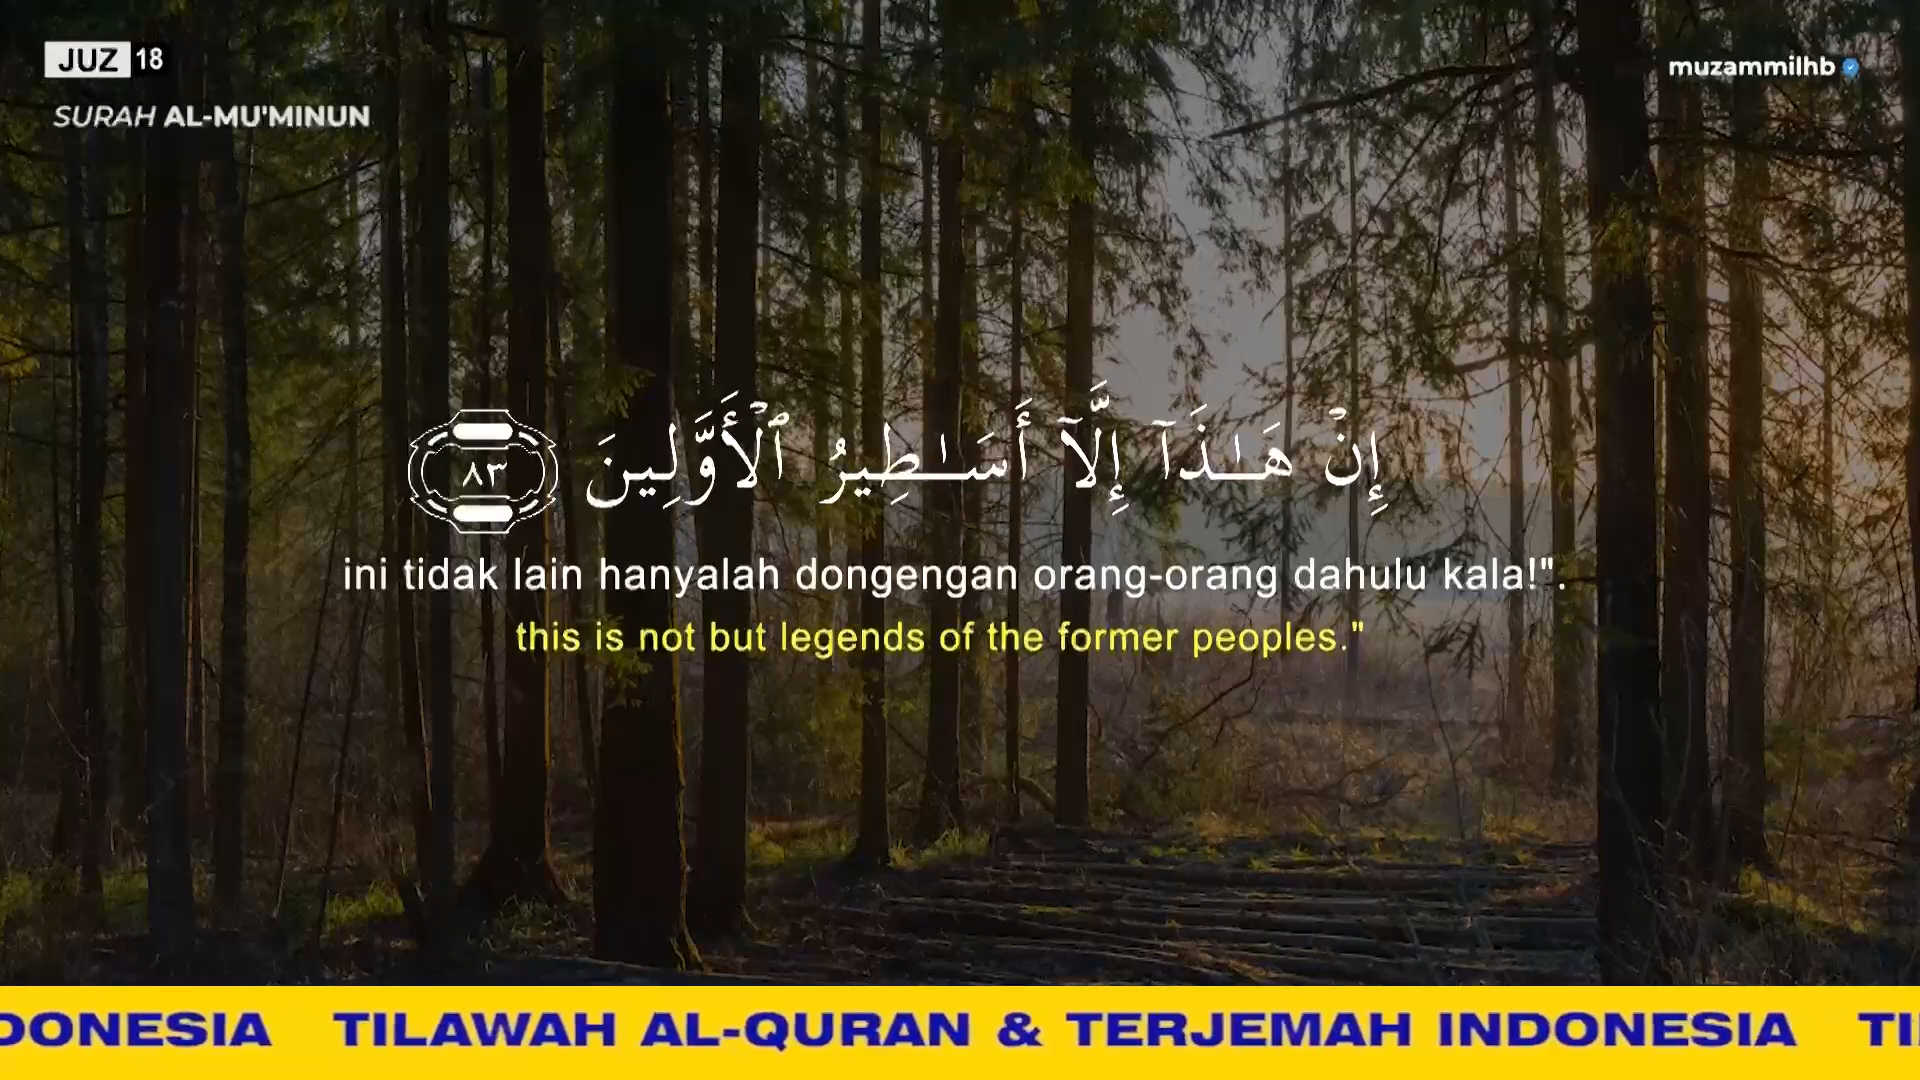 JUZ 18
muzammilhb
SURAH AL-MU'MINUN
إِنْ هَـٰذَآ إِلَّآ أَسَـٰطِيرُ ٱلْأَوَّلِينَ ٨٣
ini tidak lain hanyalah dongengan orang-orang dahulu kala!".
this is not but legends of the former peoples."
DONESIA TILAWAH AL-QURAN & TERJEMAH INDONESIA TI